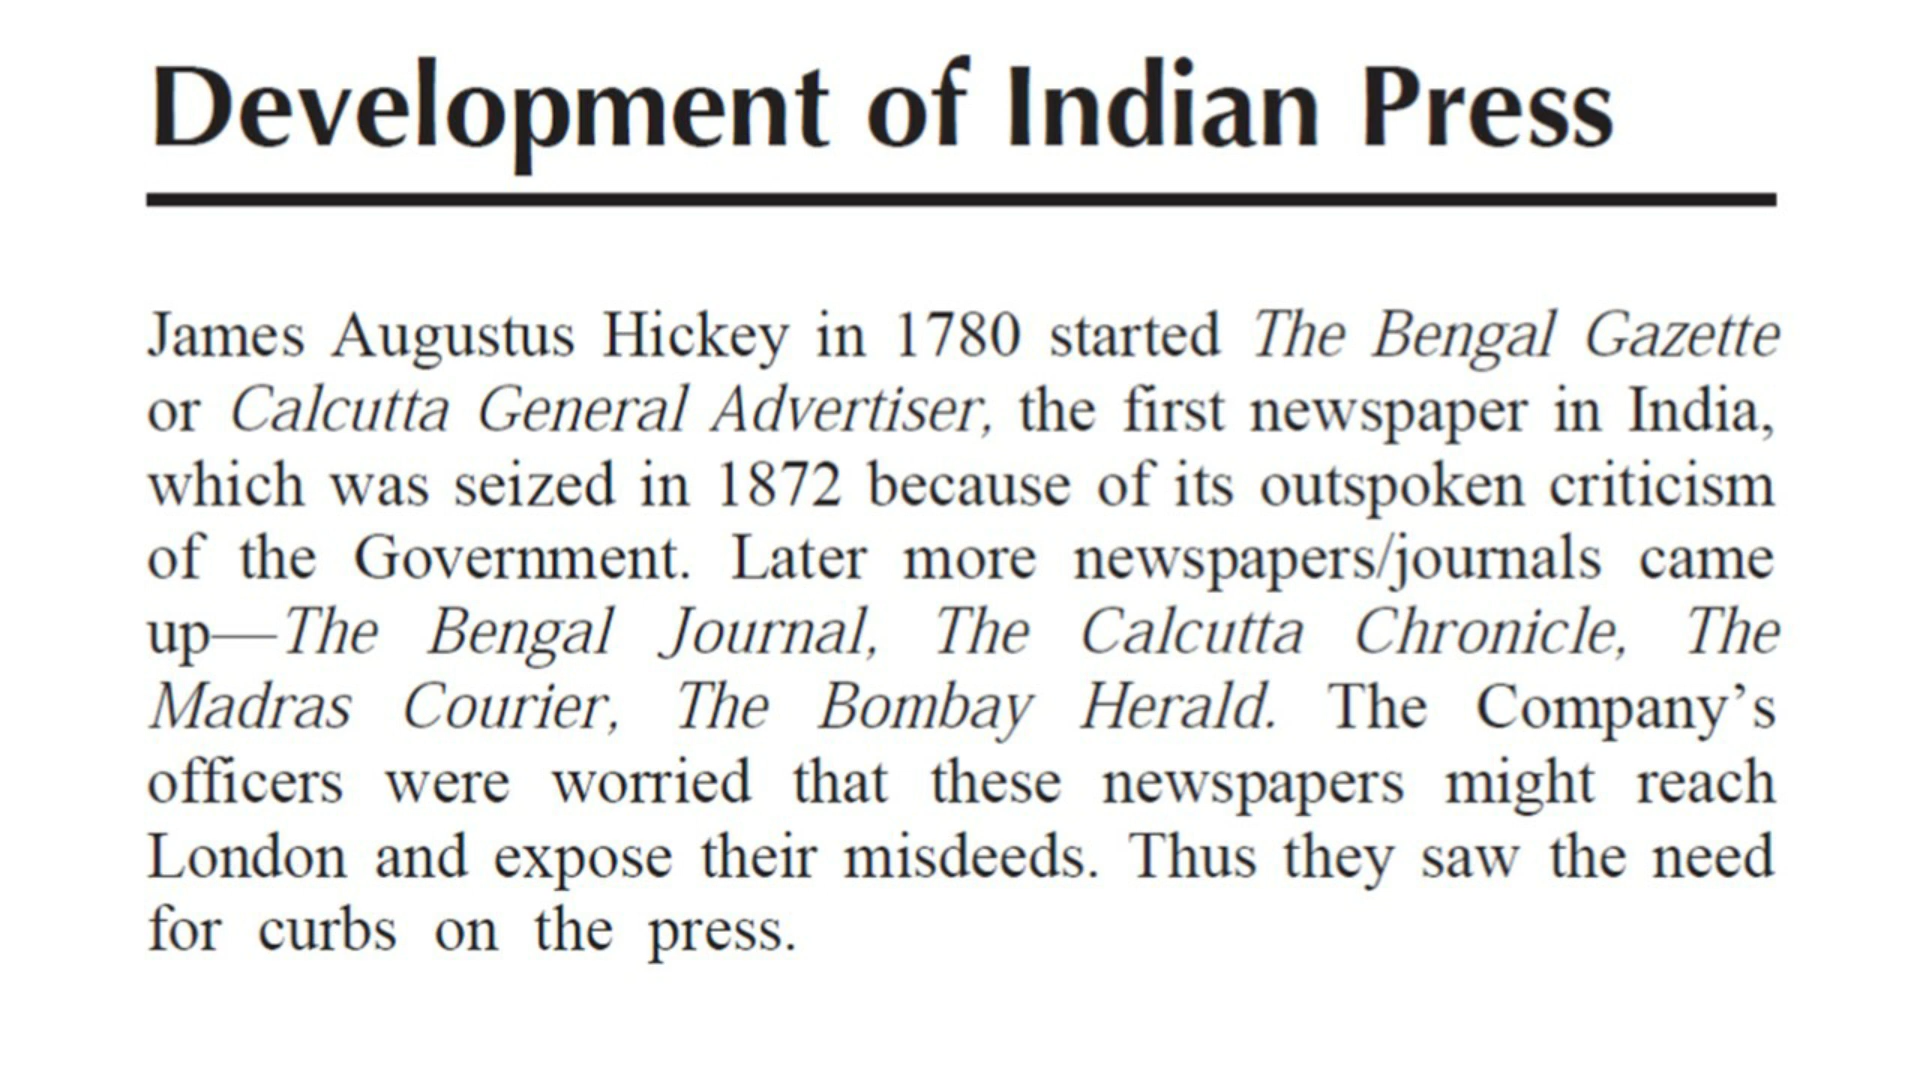 Development of Indian Press
James Augustus Hickey in 1780 started The Bengal Gazette
or Calcutta General Advertiser, the first newspaper in India,
which was seized in 1872 because of its outspoken criticism
of the Government. Later more newspapers/journals came
up—The Bengal Journal, The Calcutta Chronicle, The
Madras Courier, The Bombay Herald. The Company’s
officers were worried that these newspapers might reach
London and expose their misdeeds. Thus they saw the need
for curbs on the press.